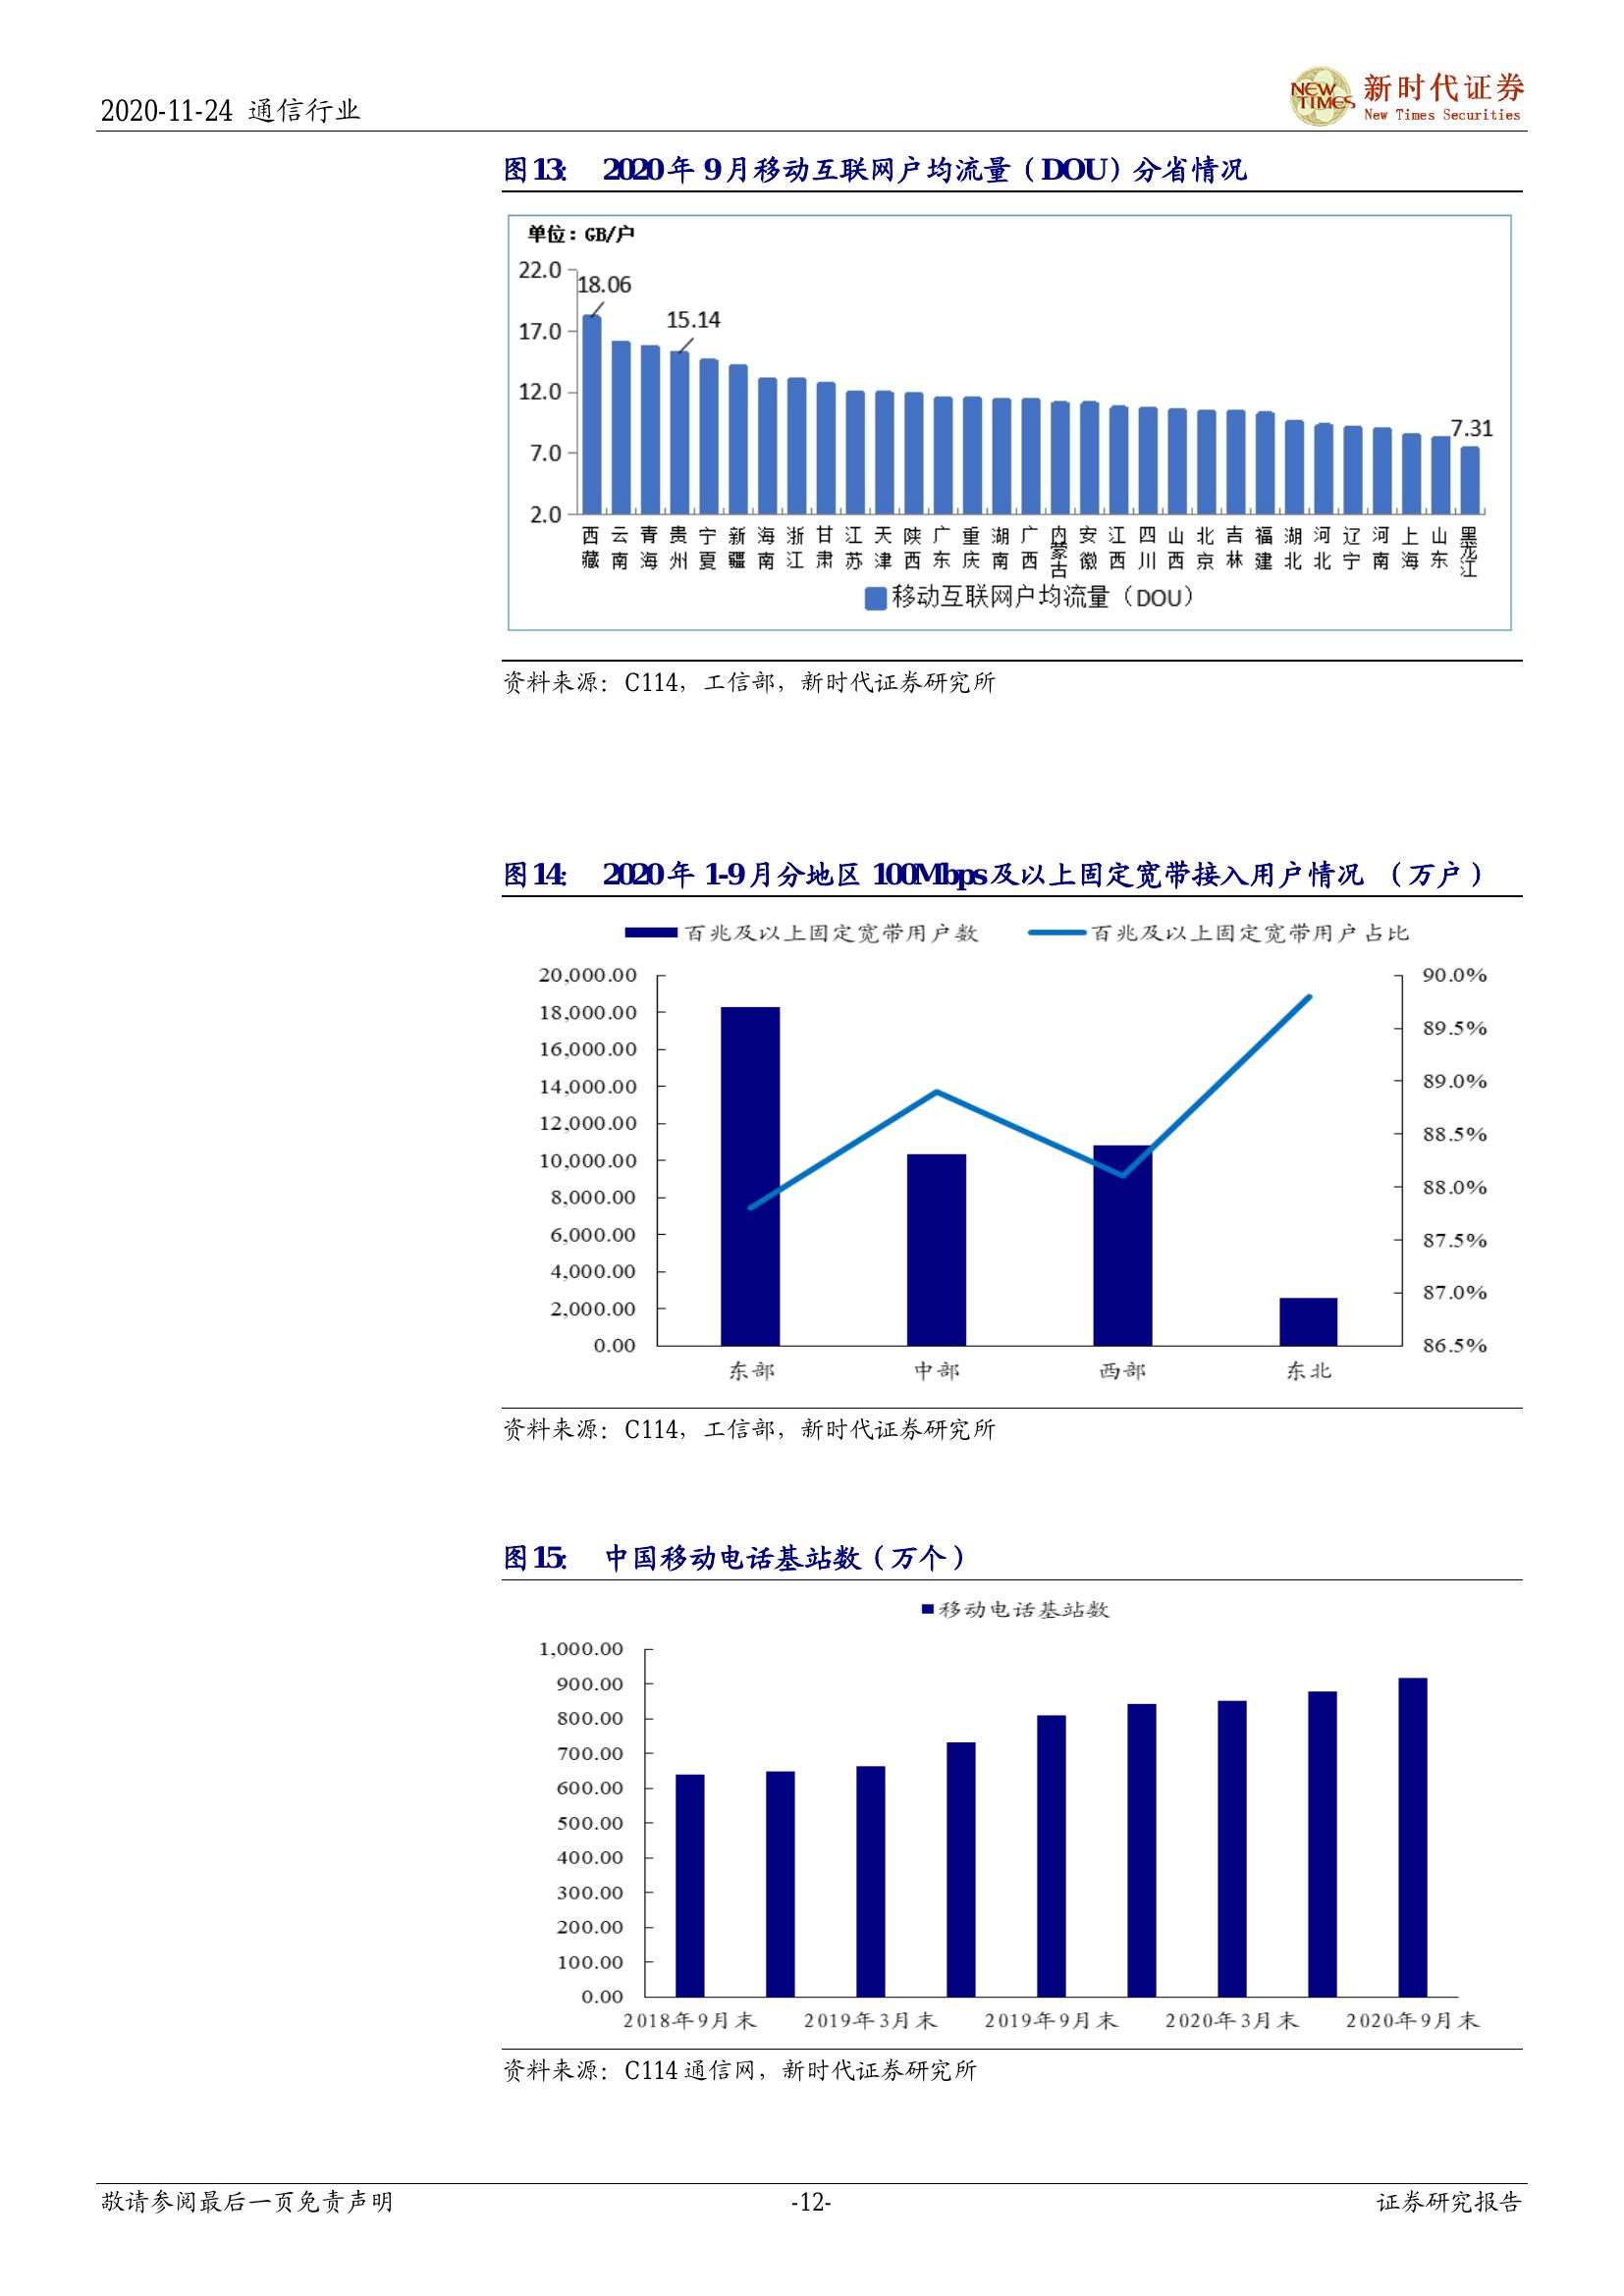 2020-11-24 通信行业
NEW TIMES 新时代证券
New Times Securities
图13： 2020年9月移动互联网户均流量（DOU）分省情况
单位：GB/户
22.0
18.06
15.14
17.0
12.0
7.31
7.0
2.0
西藏 云南 青海 贵州 宁夏 新疆 海南 浙江 甘肃 江苏 天津 陕西 广东 重庆 湖南 广西 内蒙古 安徽 江西 四川 山西 北京 吉林 福建 湖北 河北 辽宁 河南 上海 山东 黑龙江
移动互联网户均流量（DOU）
资料来源：C114，工信部，新时代证券研究所
图14： 2020年1-9月分地区100Mbps及以上固定宽带接入用户情况 （万户）
百兆及以上固定宽带用户数 百兆及以上固定宽带用户占比
20,000.00 90.0%
18,000.00 89.5%
16,000.00
14,000.00 89.0%
12,000.00 88.5%
10,000.00
8,000.00 88.0%
6,000.00 87.5%
4,000.00
2,000.00 87.0%
0.00 86.5%
东部 中部 西部 东北
资料来源：C114，工信部，新时代证券研究所
图15： 中国移动电话基站数（万个）
移动电话基站数
1,000.00
900.00
800.00
700.00
600.00
500.00
400.00
300.00
200.00
100.00
0.00
2018年9月末 2019年3月末 2019年9月末 2020年3月末 2020年9月末
资料来源：C114通信网，新时代证券研究所
敬请参阅最后一页免责声明 -12- 证券研究报告